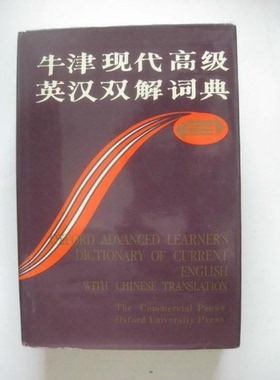 牛津现代高级
英汉双解词典
OXFORD ADVANCED LEARNER'S
DICTIONARY OF CURRENT
ENGLISH
WITH CHINESE TRANSLATION
The Commercial Press
Oxford University Press